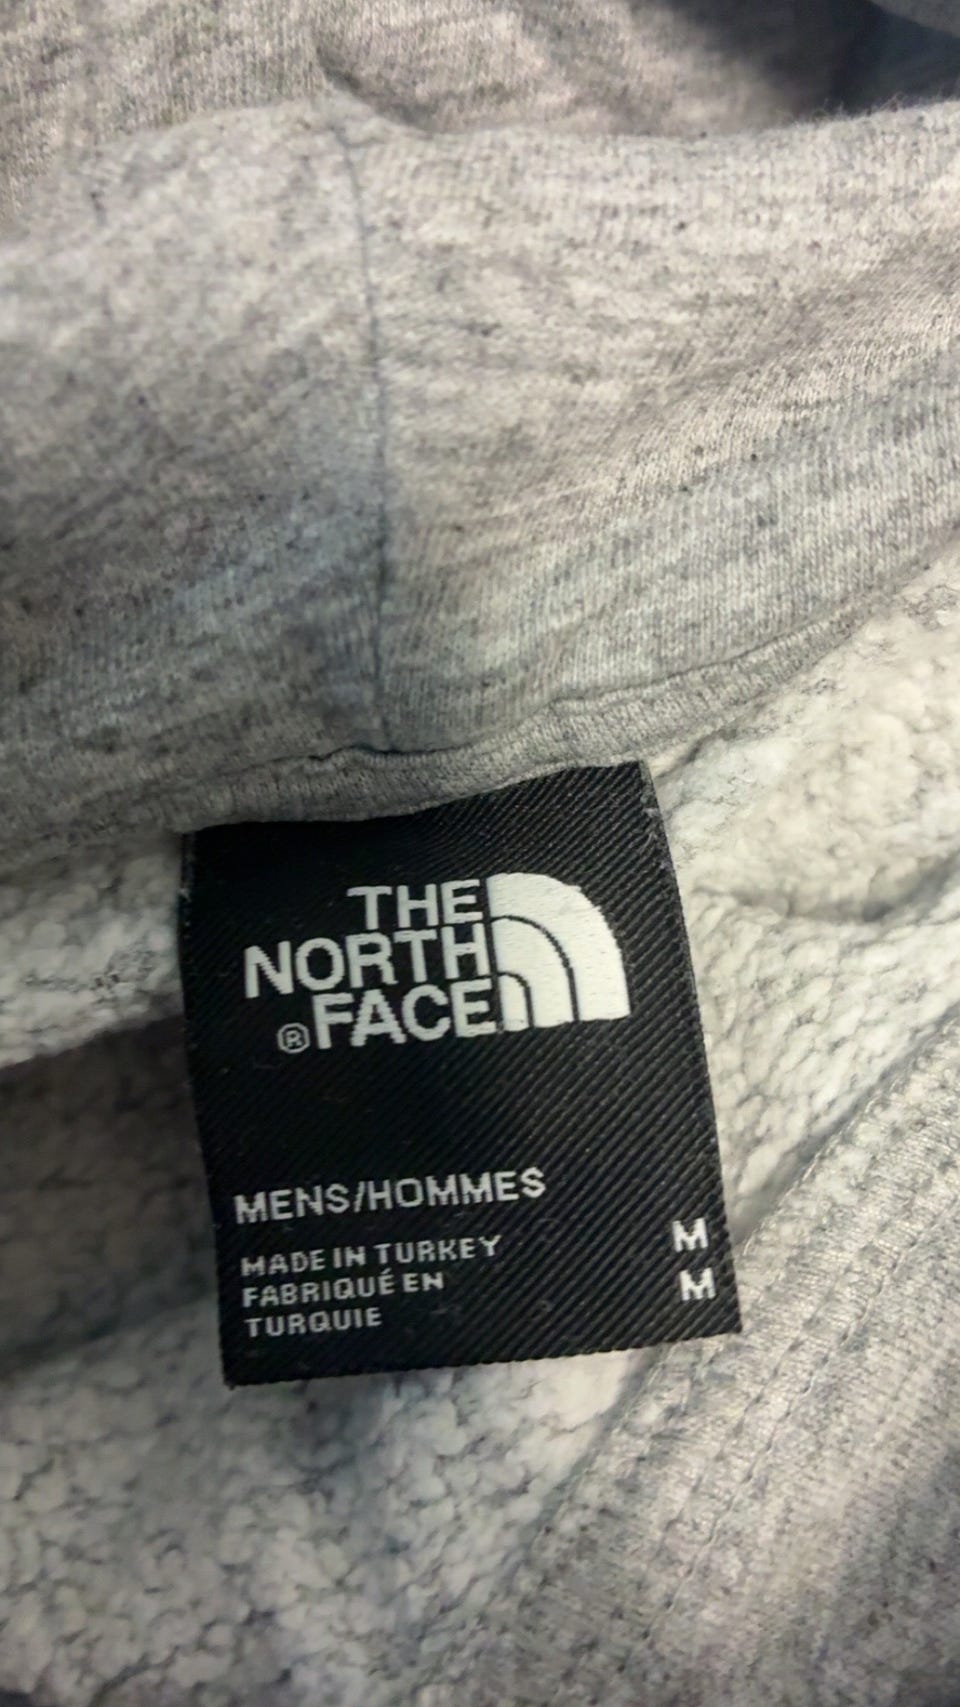 THE
NORTH
®FACE
MENS/HOMMES
MADE IN TURKEY M
FABRIQUÉ EN M
TURQUIE